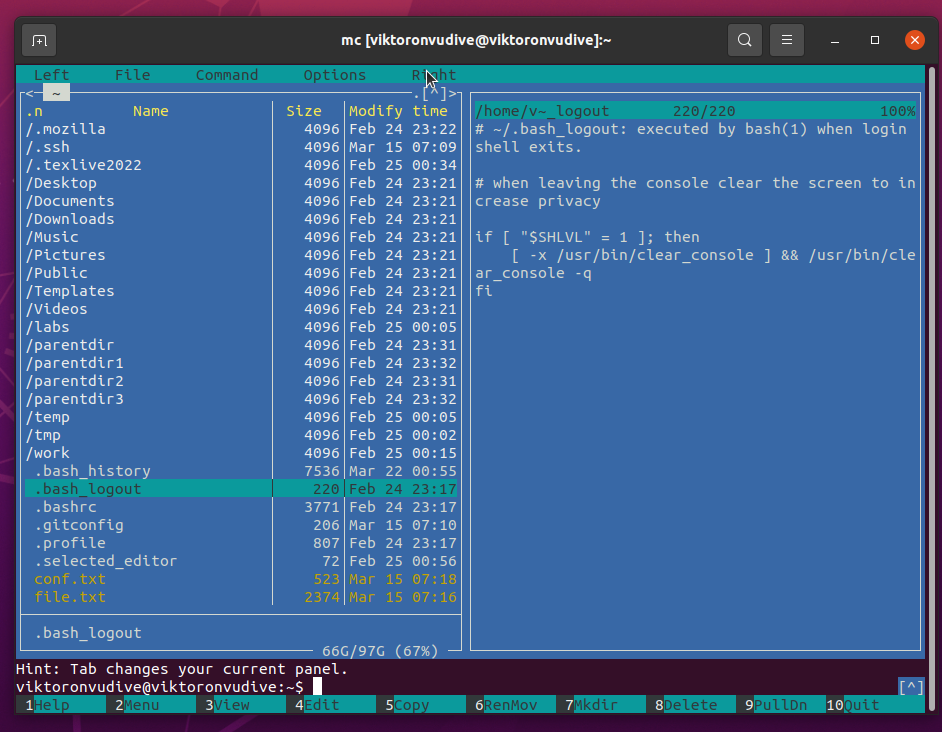 mc [viktoronvudive@viktoronvudive]:~
Left File Command Options Right
<- ~ .[^]>
.n Name Size Modify time
/.mozilla 4096 Feb 24 23:22
/.ssh 4096 Mar 15 07:09
/.texlive2022 4096 Feb 25 00:34
/Desktop 4096 Feb 24 23:21
/Documents 4096 Feb 24 23:21
/Downloads 4096 Feb 24 23:21
/Music 4096 Feb 24 23:21
/Pictures 4096 Feb 24 23:21
/Public 4096 Feb 24 23:21
/Templates 4096 Feb 24 23:21
/Videos 4096 Feb 24 23:21
/labs 4096 Feb 25 00:05
/parentdir 4096 Feb 24 23:31
/parentdir1 4096 Feb 24 23:32
/parentdir2 4096 Feb 24 23:31
/parentdir3 4096 Feb 24 23:32
/temp 4096 Feb 25 00:05
/tmp 4096 Feb 25 00:02
/work 4096 Feb 25 00:15
.bash_history 7536 Mar 22 00:55
.bash_logout 220 Feb 24 23:17
.bashrc 3771 Feb 24 23:17
.gitconfig 206 Mar 15 07:10
.profile 807 Feb 24 23:17
.selected_editor 72 Feb 25 00:56
conf.txt 523 Mar 15 07:18
file.txt 2374 Mar 15 07:16
.bash_logout
66G/97G (67%)
/home/v~_logout 220/220 100%
# ~/.bash_logout: executed by bash(1) when login
shell exits.
# when leaving the console clear the screen to in
crease privacy
if [ "$SHLVL" = 1 ]; then
[ -x /usr/bin/clear_console ] && /usr/bin/cle
ar_console -q
fi
Hint: Tab changes your current panel.
viktoronvudive@viktoronvudive:~$ [^]
1Help 2Menu 3View 4Edit 5Copy 6RenMov 7Mkdir 8Delete 9PullDn 10Quit